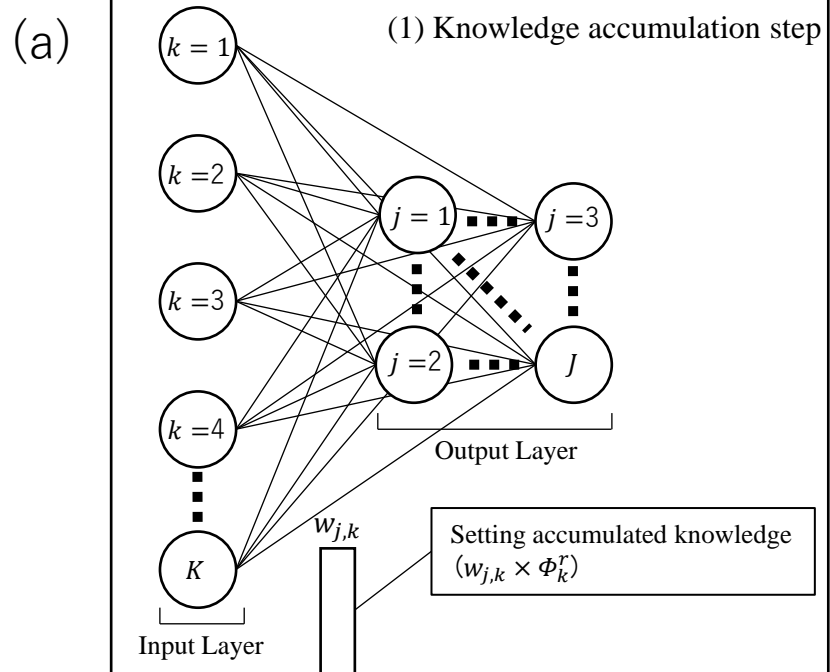 (a)
(1) Knowledge accumulation step
k = 1
k =2
k =3
k =4
K
Input Layer
j = 1
j =3
j =2
J
Output Layer
w_{j,k}
Setting accumulated knowledge
(w_{j,k} × Φ_k^r)